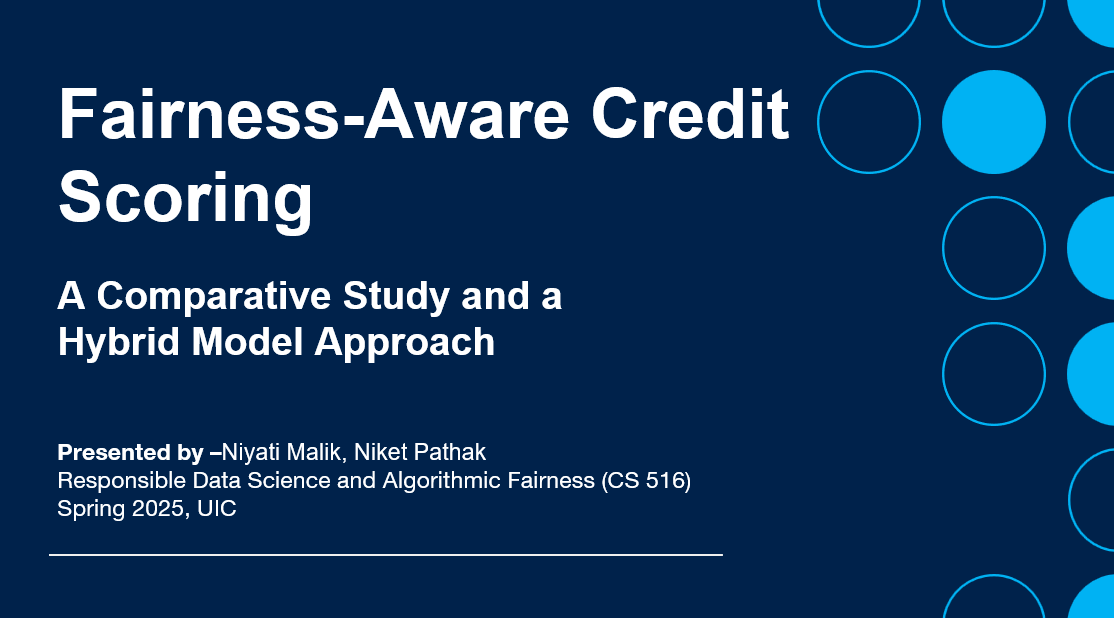 Fairness-Aware Credit
Scoring
A Comparative Study and a
Hybrid Model Approach
Presented by –Niyati Malik, Niket Pathak
Responsible Data Science and Algorithmic Fairness (CS 516)
Spring 2025, UIC